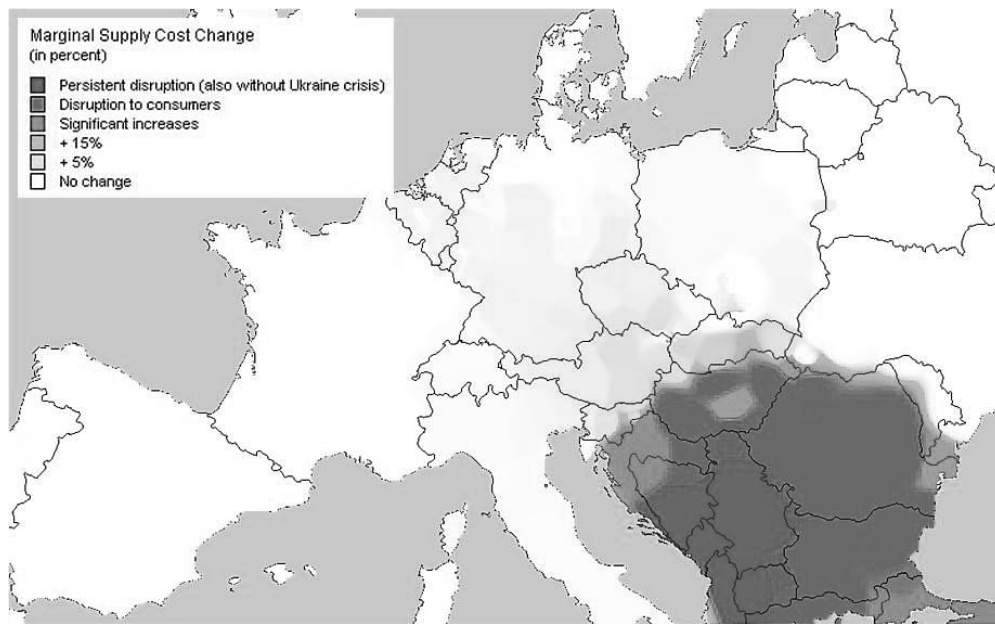 Marginal Supply Cost Change
(in percent)
Persistent disruption (also without Ukraine crisis)
Disruption to consumers
Significant increases
+ 15%
+ 5%
No change